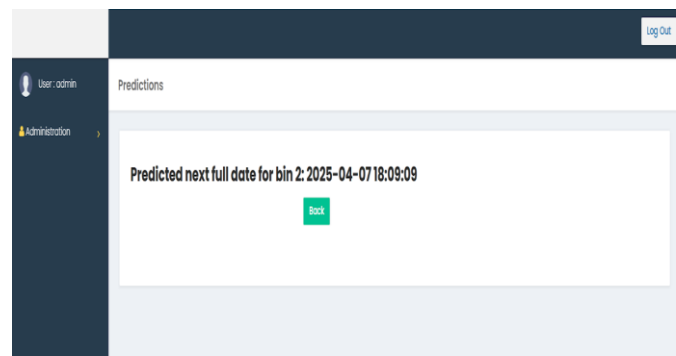 Log Out
User : admin
Predictions
Administration
Predicted next full date for bin 2: 2025-04-07 18:09:09
Back